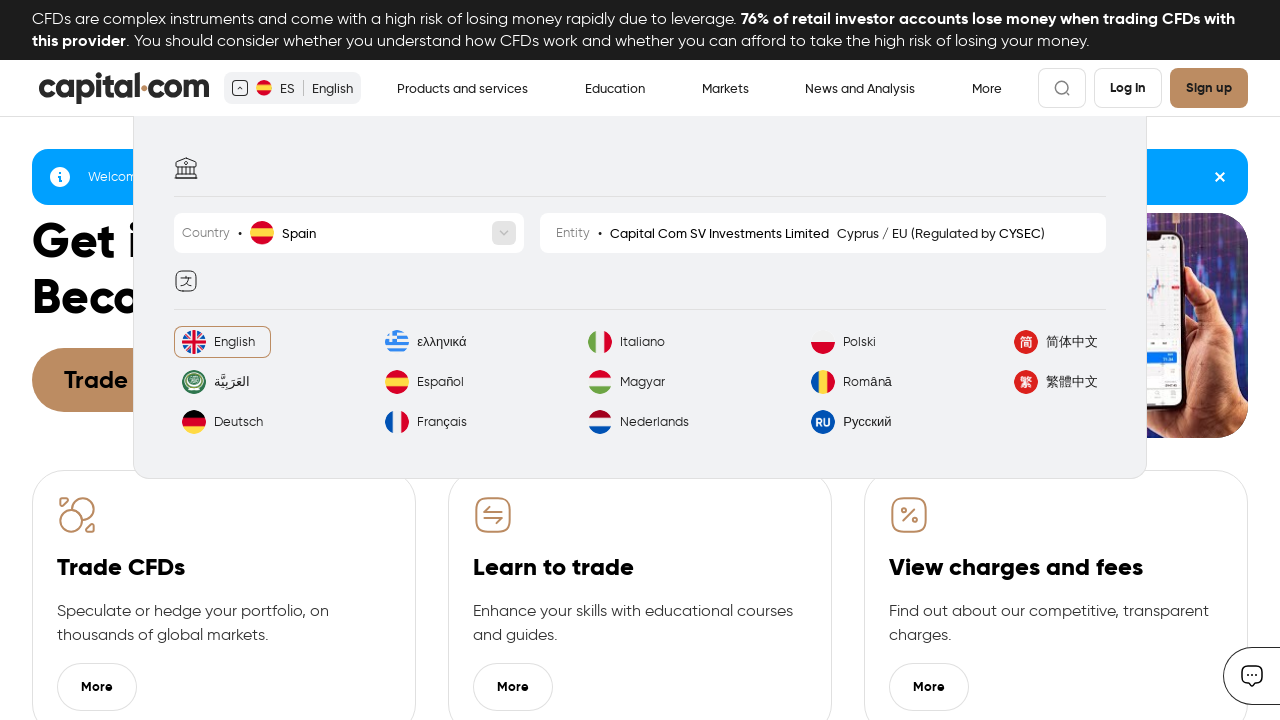 CFDs are complex instruments and come with a high risk of losing money rapidly due to leverage. 76% of retail investor accounts lose money when trading CFDs with
this provider. You should consider whether you understand how CFDs work and whether you can afford to take the high risk of losing your money.
capital.com ES English Products and services Education Markets News and Analysis More Log In Sign up
Get
Beco
Trade
Country • Spain
Entity • Capital Com SV Investments Limited Cyprus / EU (Regulated by CYSEC)
English ελληνικά Italiano Polski 简 简体中文
العَرَبِيَّة Español Magyar Română 繁 繁體中文
Deutsch Français Nederlands RU Русский
Trade CFDs
Speculate or hedge your portfolio, on
thousands of global markets.
More
Learn to trade
Enhance your skills with educational courses
and guides.
More
View charges and fees
Find out about our competitive, transparent
charges.
More